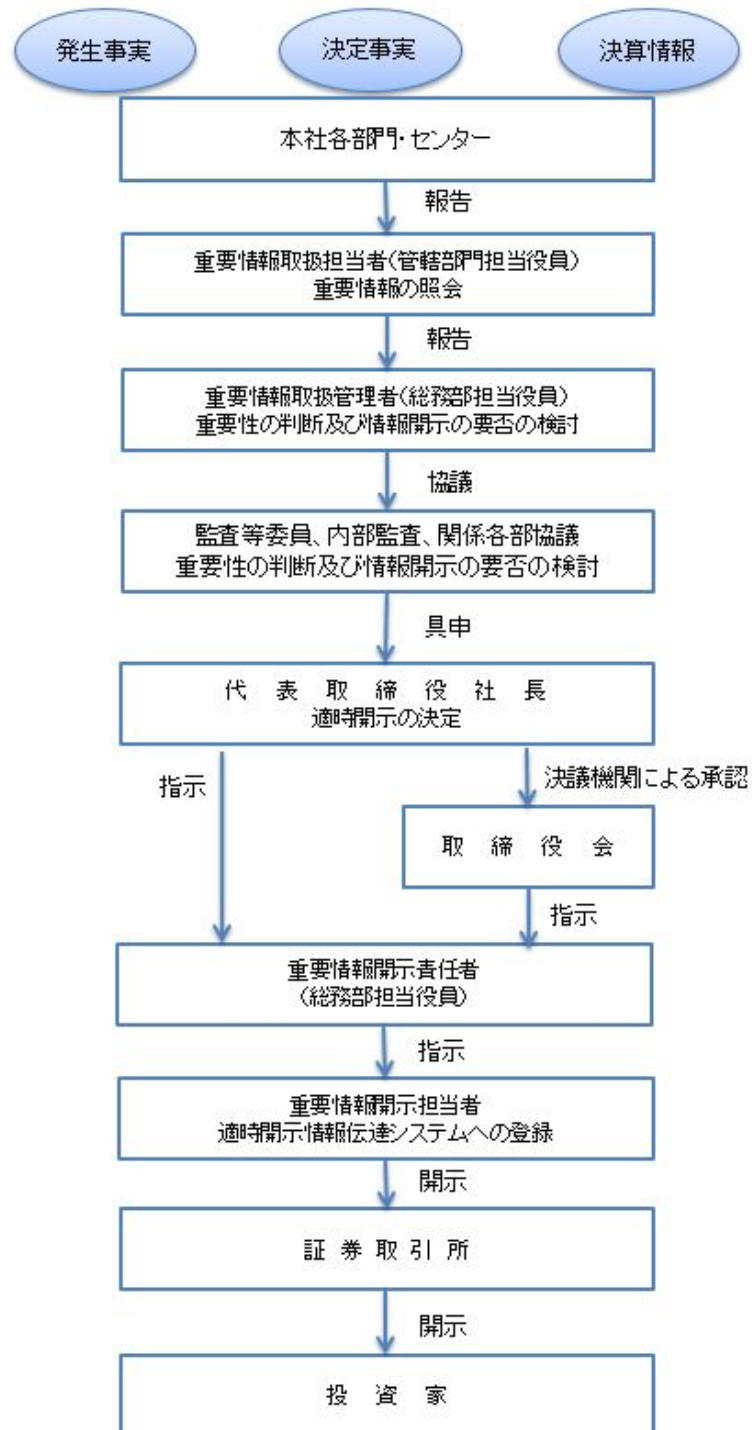 発生事実
決定事実
決算情報
本社各部門・センター
報告
重要情報取扱担当者(管轄部門担当役員)
重要情報の照会
報告
重要情報取扱管理者(総務部担当役員)
重要性の判断及び情報開示の要否の検討
協議
監査等委員、内部監査、関係各部協議
重要性の判断及び情報開示の要否の検討
具申
代 表 取 締 役 社 長
適時開示の決定
指示
決議機関による承認
取 締 役 会
指示
重要情報開示責任者
(総務部担当役員)
指示
重要情報開示担当者
適時開示情報伝達システムへの登録
開示
証 券 取 引 所
開示
投 資 家